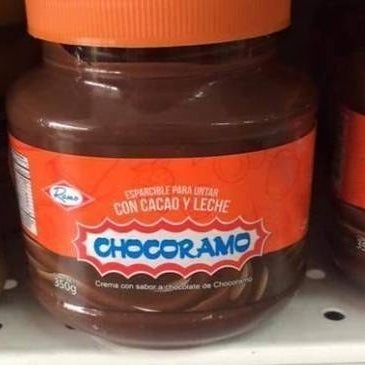 Ramo
ESPARCIBLE PARA UNTAR
CON CACAO Y LECHE
CHOCORAMO
350g
Crema con sabor a chocolate de Chocoramo